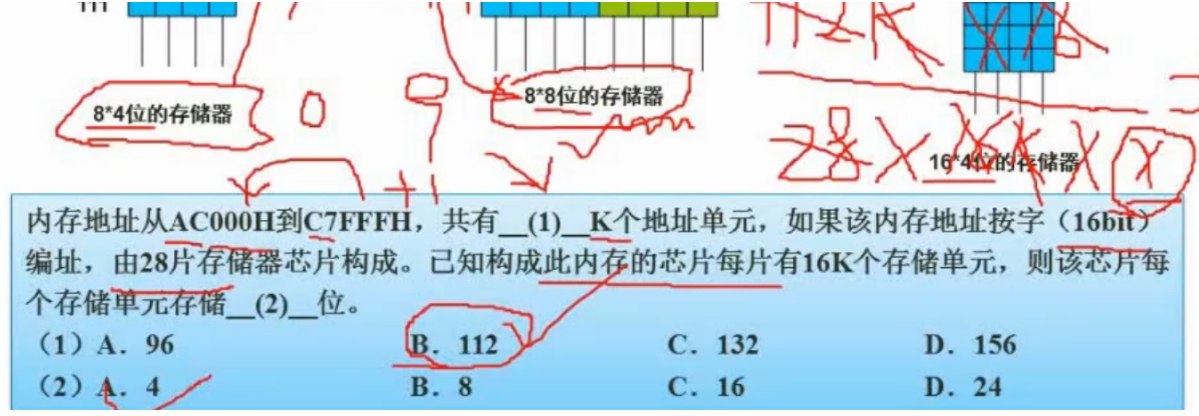 111
8*4位的存储器
8*8位的存储器
16*4位的存储器
内存地址从AC000H到C7FFFH，共有__(1)__K个地址单元，如果该内存地址按字（16bit）
编址，由28片存储器芯片构成。已知构成此内存的芯片每片有16K个存储单元，则该芯片每
个存储单元存储__(2)__位。
（1）A．96 B．112 C．132 D．156
（2）A．4 B．8 C．16 D．24